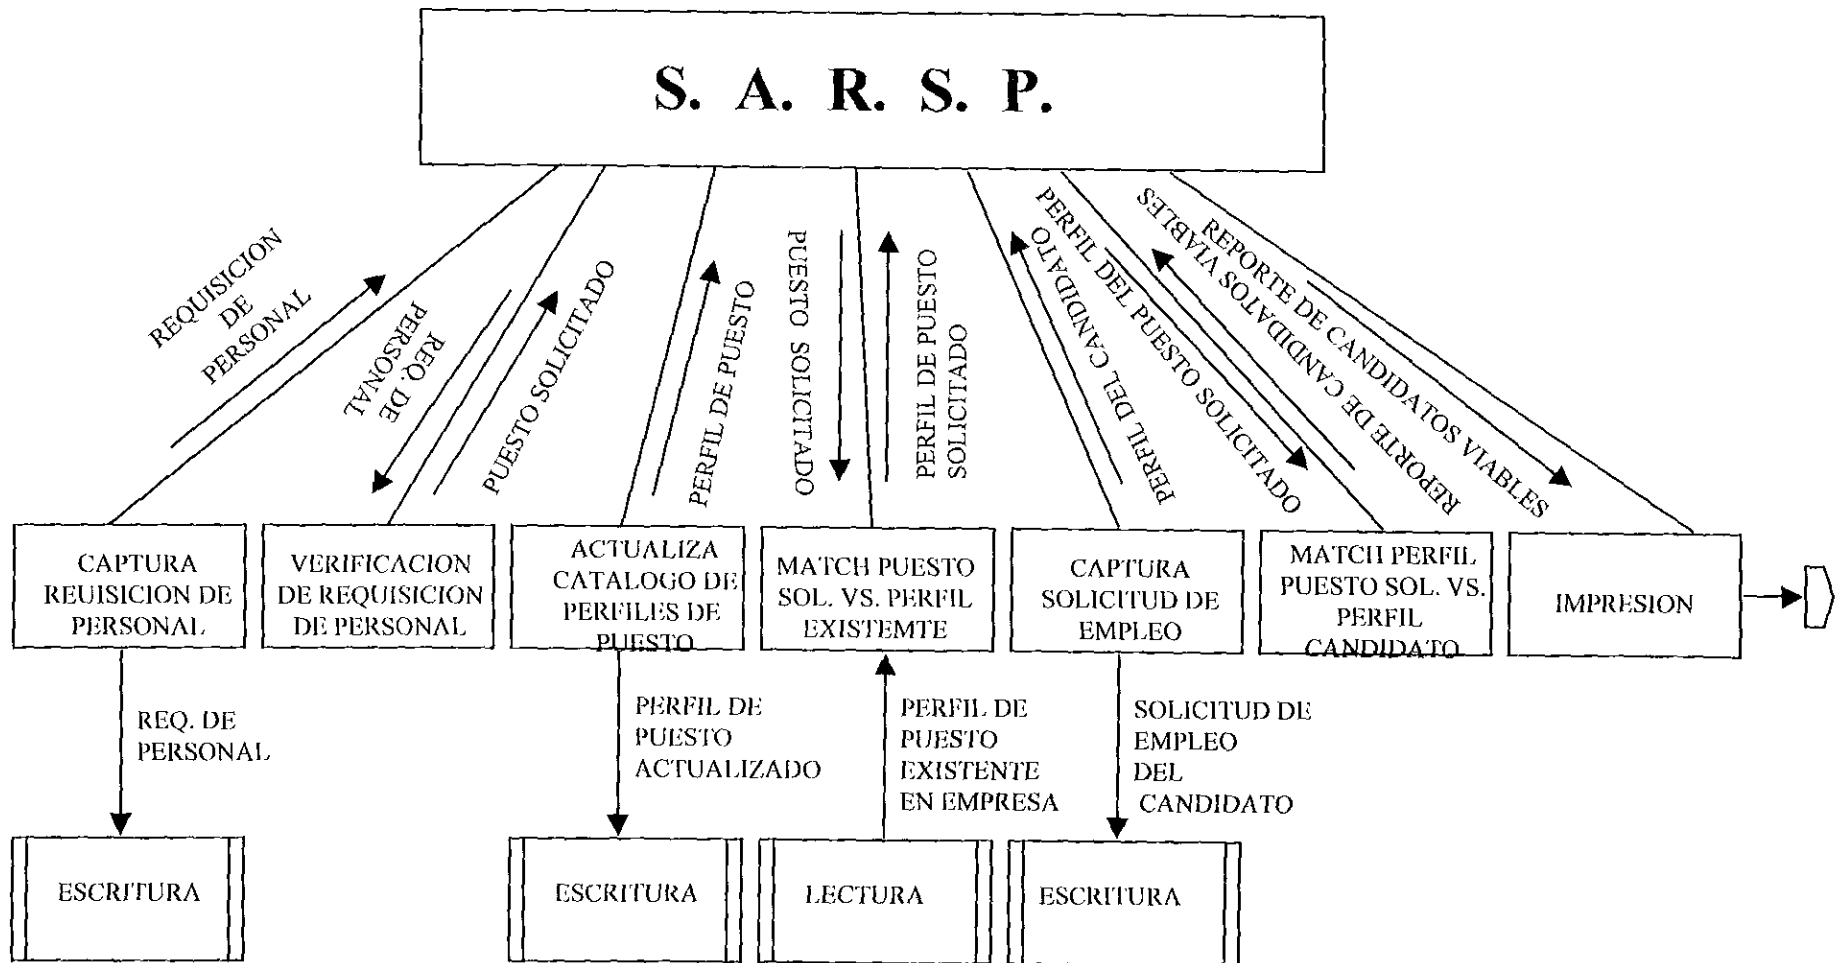 S. A. R. S. P.
REQUISICION
DE
PERSONAL
REQ. DE
PERSONAL
PUESTO SOLICITADO
PERFIL DE PUESTO
PUESTO SOLICITADO
PERFIL DE PUESTO
SOLICITADO
PERFIL DEL CANDIDATO
PERFIL DEL PUESTO SOLICITADO
REPORTE DE CANDIDATOS VIABLES
REPORTE DE CANDIDATOS VIABLES
CAPTURA
REUISICION DE
PERSONAL
VERIFICACION
DE REQUISICION
DE PERSONAL
ACTUALIZA
CATALOGO DE
PERFILES DE
PUESTO
MATCH PUESTO
SOL. VS. PERFIL
EXISTEMTE
CAPTURA
SOLICITUD DE
EMPLEO
MATCH PERFIL
PUESTO SOL. VS.
PERFIL
CANDIDATO
IMPRESION
REQ. DE
PERSONAL
PERFIL DE
PUESTO
ACTUALIZADO
PERFIL DE
PUESTO
EXISTENTE
EN EMPRESA
SOLICITUD DE
EMPLEO
DEL
CANDIDATO
ESCRITURA
ESCRITURA
LECTURA
ESCRITURA